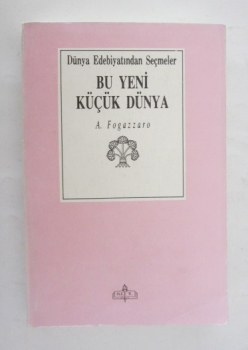 Dünya Edebiyatından Seçmeler
BU YENİ
KÜÇÜK DÜNYA
A. Fogazzaro